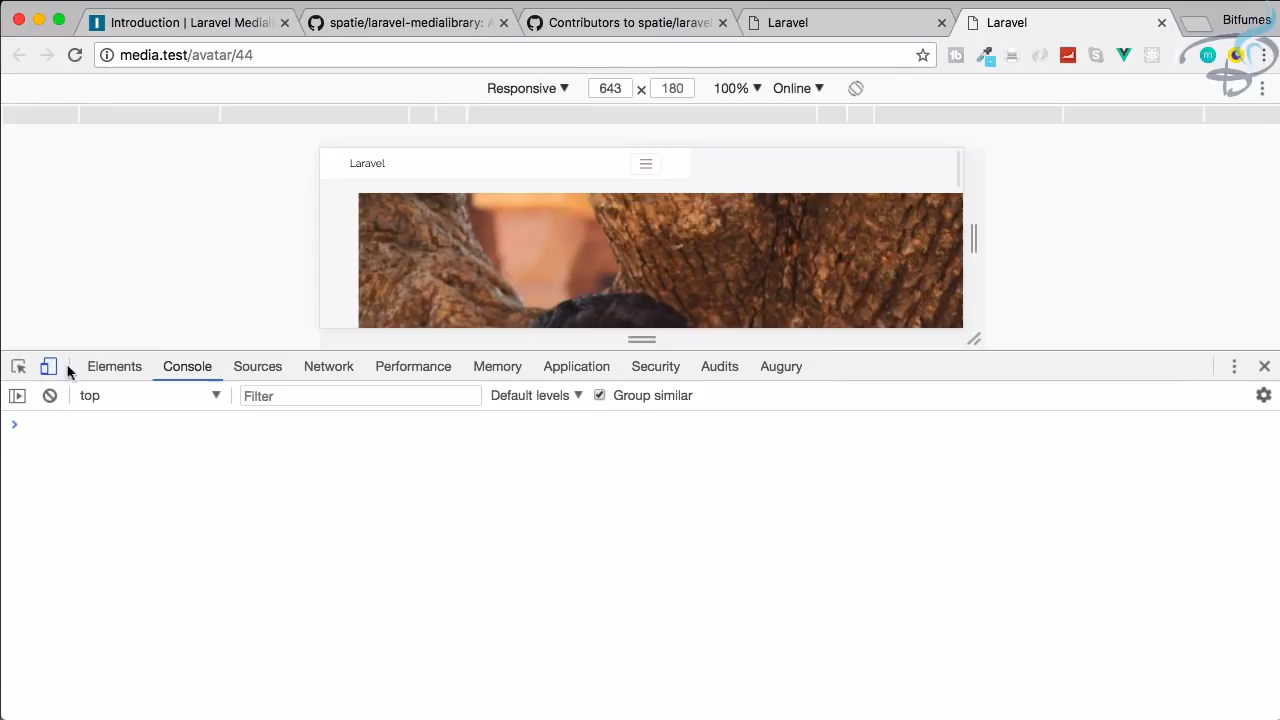 Introduction | Laravel Medial
spatie/laravel-medialibrary: A
Contributors to spatie/larave
Laravel
Laravel
Bitfumes
media.test/avatar/44
Responsive 643 180 100% Online
Laravel
Elements Console Sources Network Performance Memory Application Security Audits Augury
top Filter Default levels Group similar